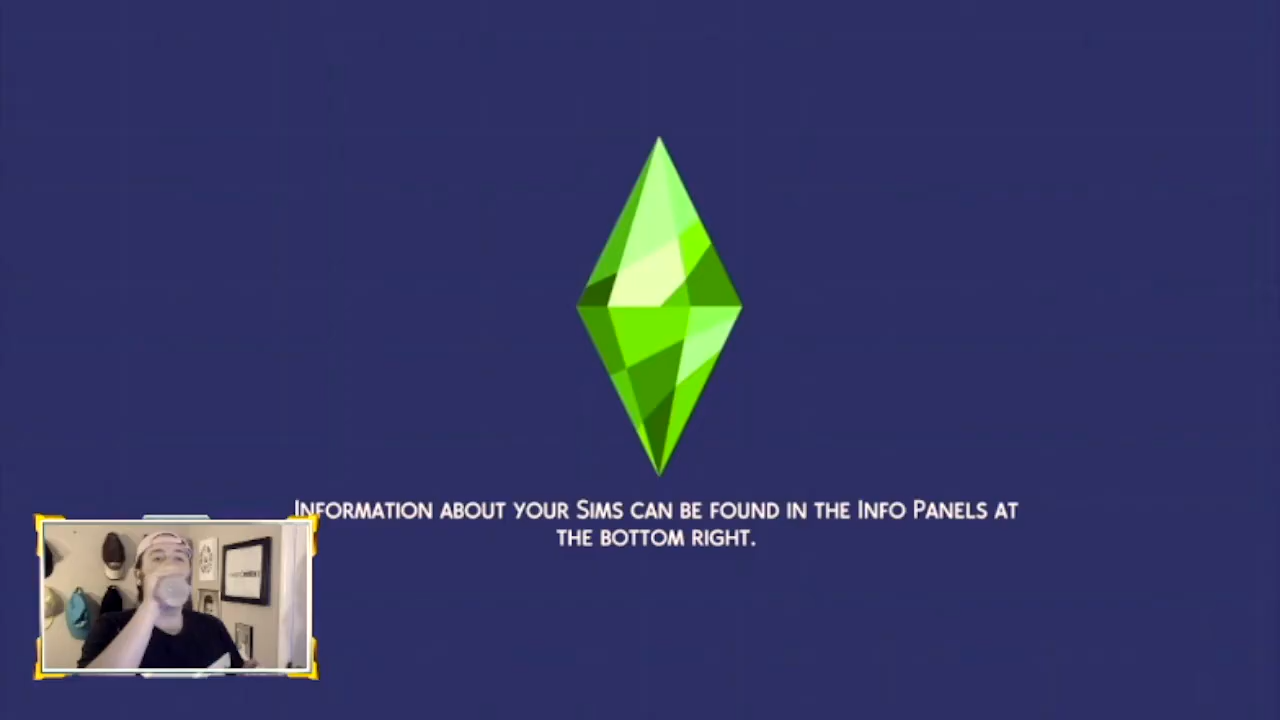 Information about your Sims can be found in the Info Panels at
the bottom right.